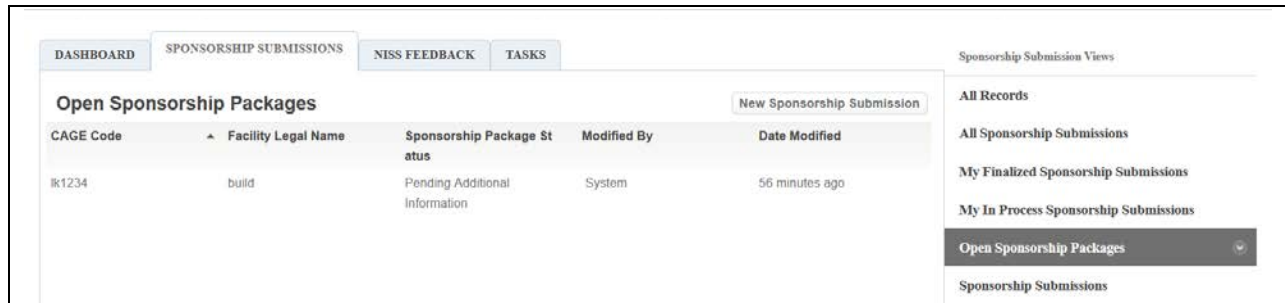 DASHBOARD SPONSORSHIP SUBMISSIONS NISS FEEDBACK TASKS
Open Sponsorship Packages New Sponsorship Submission
CAGE Code Facility Legal Name Sponsorship Package St Modified By Date Modified
atus
lk1234 build Pending Additional System 56 minutes ago
Information
Sponsorship Submission Views
All Records
All Sponsorship Submissions
My Finalized Sponsorship Submissions
My In Process Sponsorship Submissions
Open Sponsorship Packages
Sponsorship Submissions